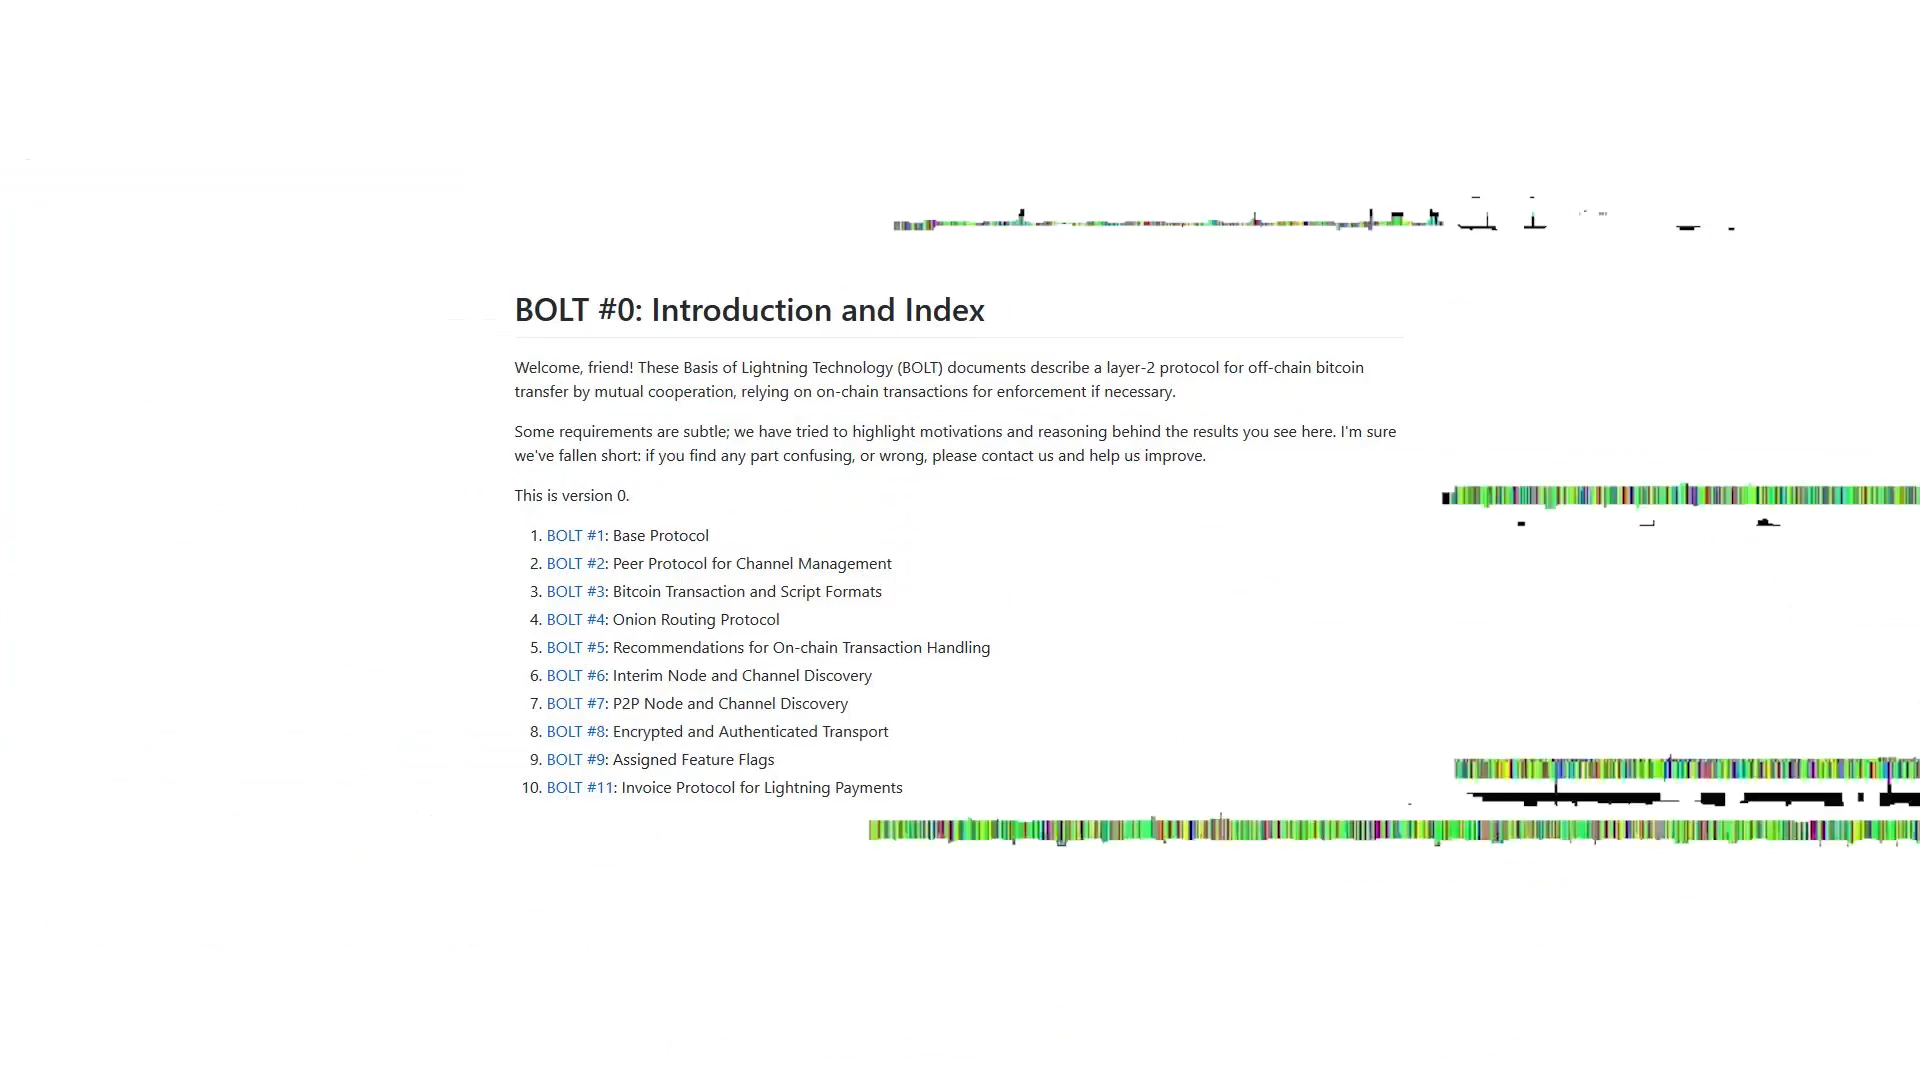 BOLT #0: Introduction and Index
Welcome, friend! These Basis of Lightning Technology (BOLT) documents describe a layer-2 protocol for off-chain bitcoin
transfer by mutual cooperation, relying on on-chain transactions for enforcement if necessary.
Some requirements are subtle; we have tried to highlight motivations and reasoning behind the results you see here. I'm sure
we've fallen short: if you find any part confusing, or wrong, please contact us and help us improve.
This is version 0.
1. BOLT #1: Base Protocol
2. BOLT #2: Peer Protocol for Channel Management
3. BOLT #3: Bitcoin Transaction and Script Formats
4. BOLT #4: Onion Routing Protocol
5. BOLT #5: Recommendations for On-chain Transaction Handling
6. BOLT #6: Interim Node and Channel Discovery
7. BOLT #7: P2P Node and Channel Discovery
8. BOLT #8: Encrypted and Authenticated Transport
9. BOLT #9: Assigned Feature Flags
10. BOLT #11: Invoice Protocol for Lightning Payments